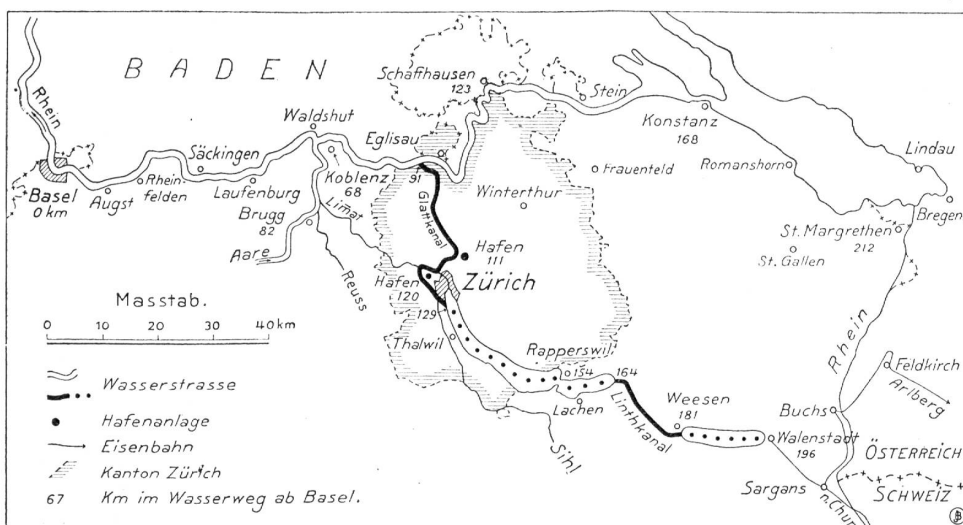 BADEN
Rhein
Basel
0 km
Augst
Rhein-
felden
Säckingen
Laufenburg
Waldshut
Koblenz
68
Brugg
82
Aare
Limat
Reuss
Eglisau
91
Glattkanal
Schaffhausen
123
Stein
Konstanz
168
Lindau
Romanshorn
Frauenfeld
Winterthur
Bregen.
St. Margrethen
212
St. Gallen
Hafen
111
Zürich
Hafen
120
129
Thalwil
Rapperswil
154
164
Lachen
Linthkanal
Weesen
181
Walenstadt
196
Sihl
Rhein
Feldkirch
Arlberg
Buchs
ÖSTERREICH
SCHWEIZ
Sargans
n. Chur
Masstab.
0 10 20 30 40 km
Wasserstrasse
Hafenanlage
Eisenbahn
Kanton Zürich
67 Km im Wasserweg ab Basel.